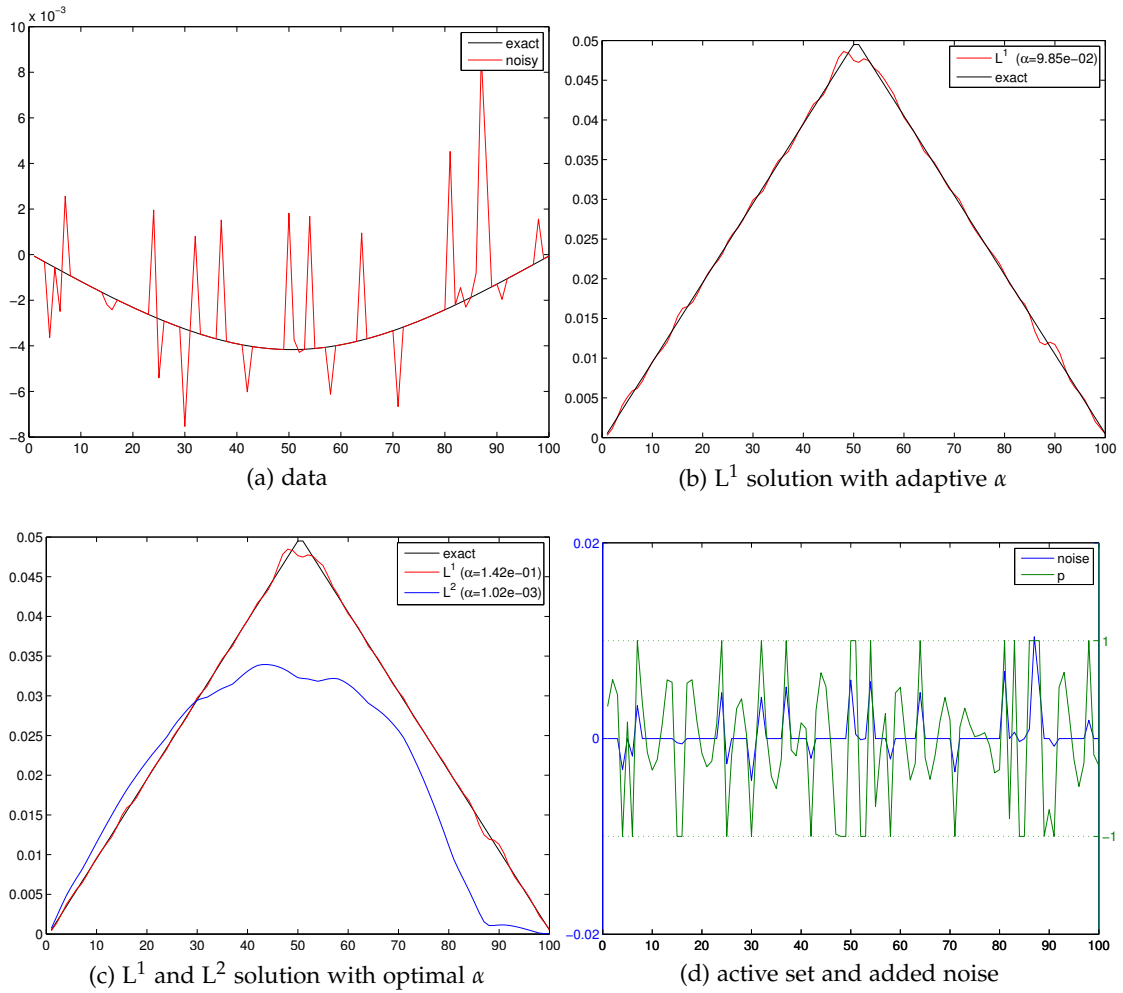 x 10⁻³
10
8
6
4
2
0
−2
−4
−6
−8
0 10 20 30 40 50 60 70 80 90 100
exact
noisy
(a) data
0.05
0.045
0.04
0.035
0.03
0.025
0.02
0.015
0.01
0.005
0
0 10 20 30 40 50 60 70 80 90 100
L¹ (α=9.85e−02)
exact
(b) L¹ solution with adaptive α
0.05
0.045
0.04
0.035
0.03
0.025
0.02
0.015
0.01
0.005
0
0 10 20 30 40 50 60 70 80 90 100
exact
L¹ (α=1.42e−01)
L² (α=1.02e−03)
(c) L¹ and L² solution with optimal α
0.02
0
−0.02
0 10 20 30 40 50 60 70 80 90 100
noise
p
1
−1
(d) active set and added noise